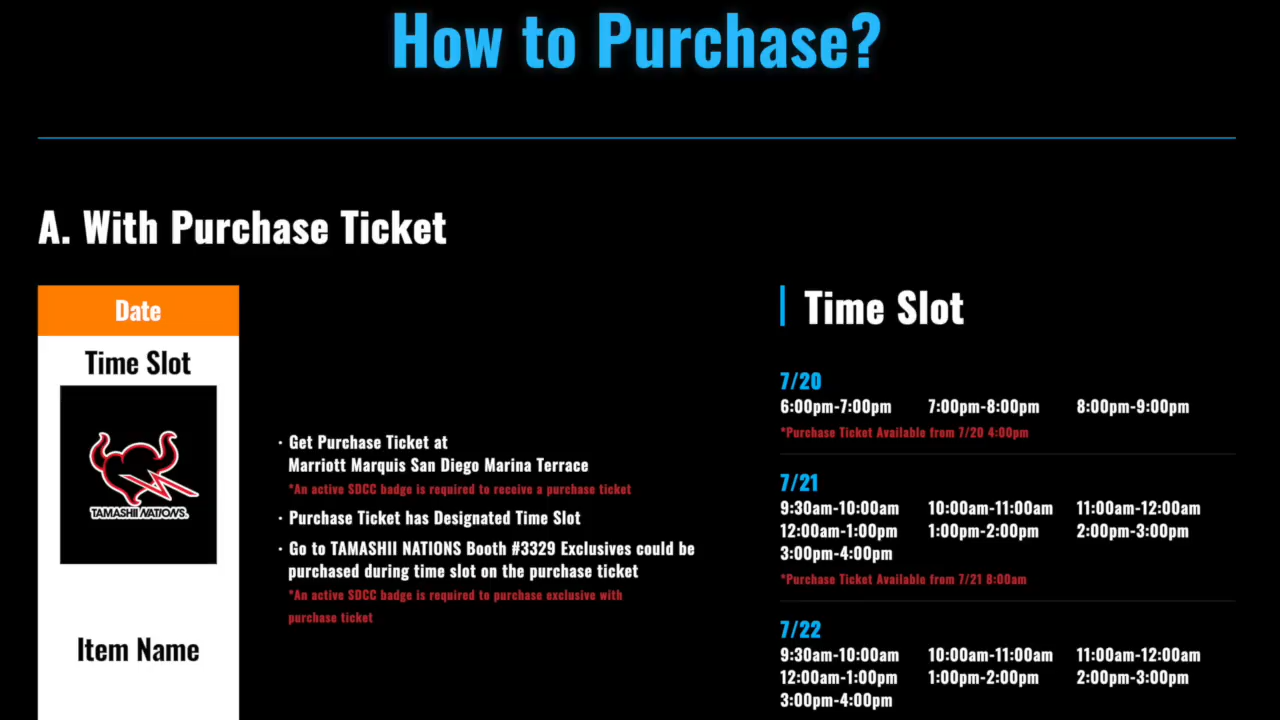 How to Purchase?
A. With Purchase Ticket
Date
Time Slot
TAMASHII NATIONS
Item Name
· Get Purchase Ticket at
Marriott Marquis San Diego Marina Terrace
*An active SDCC badge is required to receive a purchase ticket
· Purchase Ticket has Designated Time Slot
· Go to TAMASHII NATIONS Booth #3329 Exclusives could be
purchased during time slot on the purchase ticket
*An active SDCC badge is required to purchase exclusive with
purchase ticket
Time Slot
7/20
6:00pm-7:00pm 7:00pm-8:00pm 8:00pm-9:00pm
*Purchase Ticket Available from 7/20 4:00pm
7/21
9:30am-10:00am 10:00am-11:00am 11:00am-12:00am
12:00am-1:00pm 1:00pm-2:00pm 2:00pm-3:00pm
3:00pm-4:00pm
*Purchase Ticket Available from 7/21 8:00am
7/22
9:30am-10:00am 10:00am-11:00am 11:00am-12:00am
12:00am-1:00pm 1:00pm-2:00pm 2:00pm-3:00pm
3:00pm-4:00pm